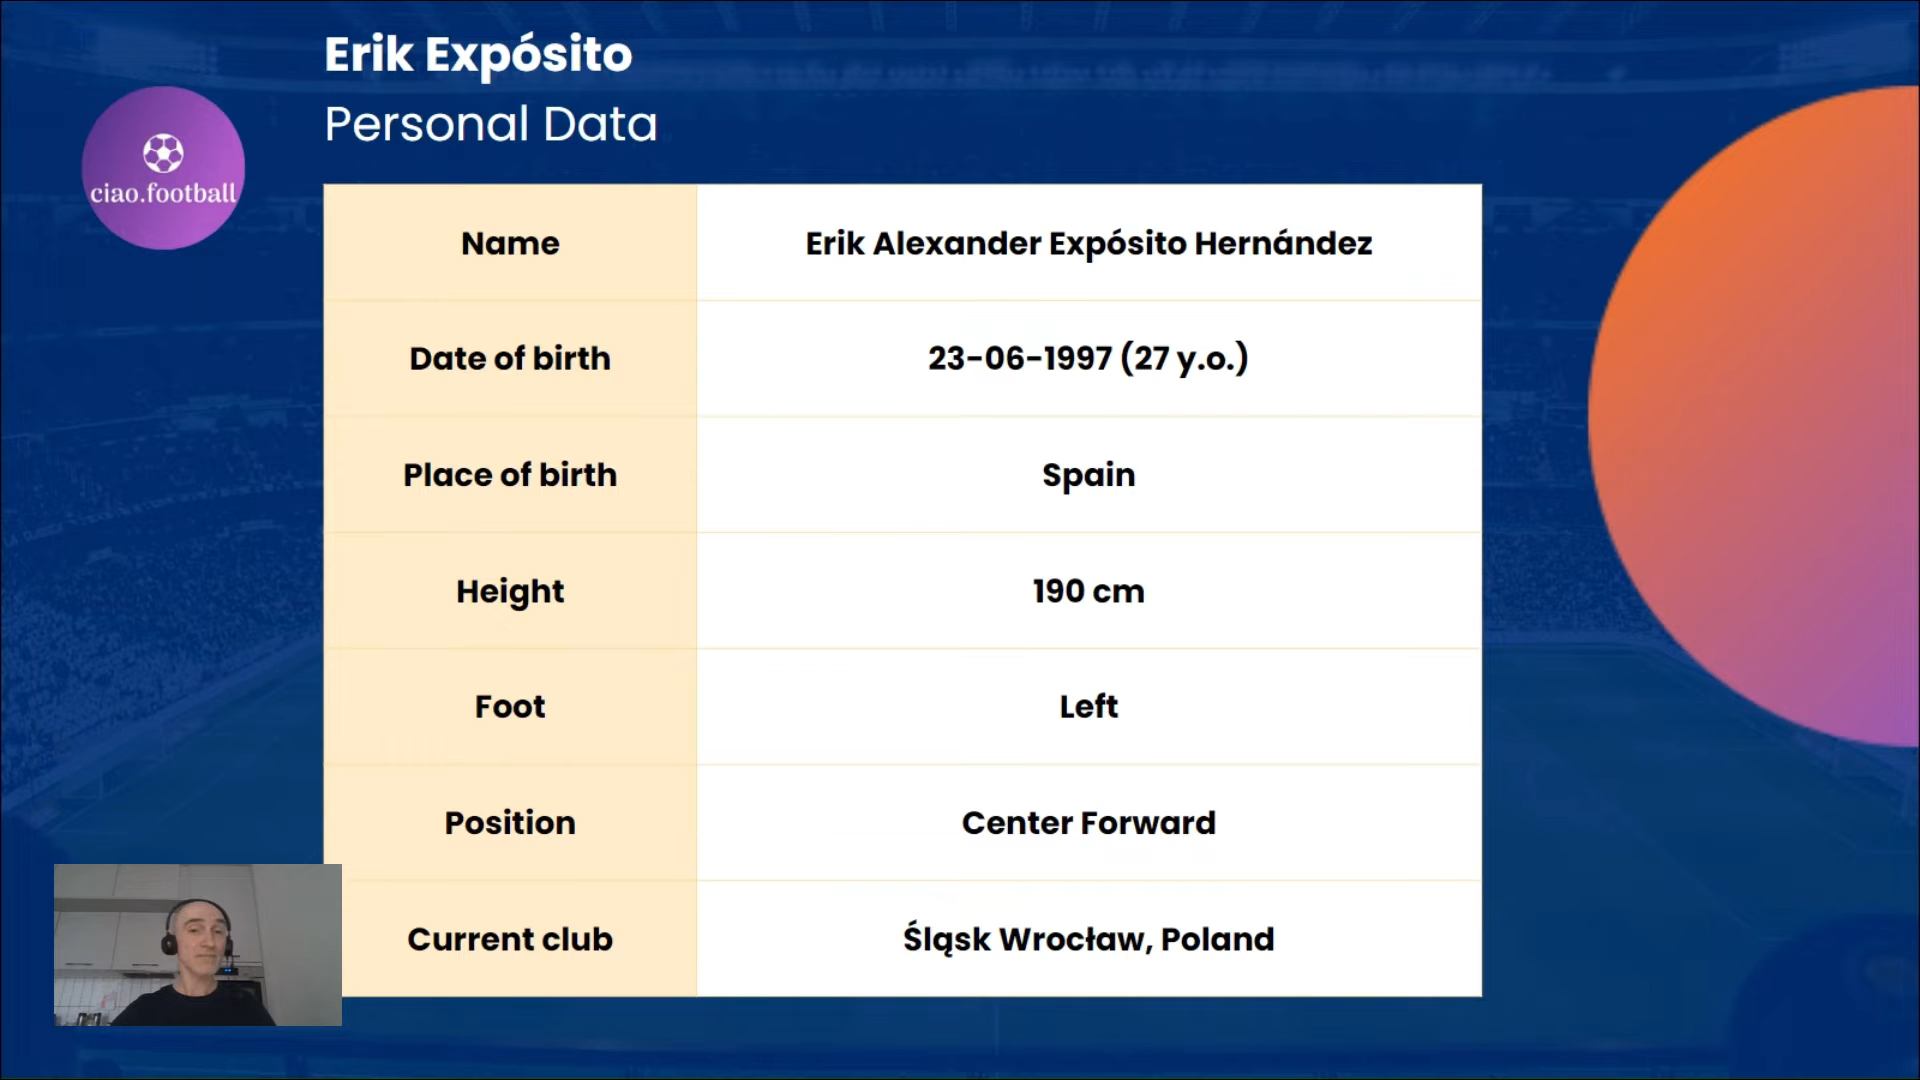 Erik Expósito
Personal Data
ciao.football
Name
Erik Alexander Expósito Hernández
Date of birth
23-06-1997 (27 y.o.)
Place of birth
Spain
Height
190 cm
Foot
Left
Position
Center Forward
Current club
Śląsk Wrocław, Poland